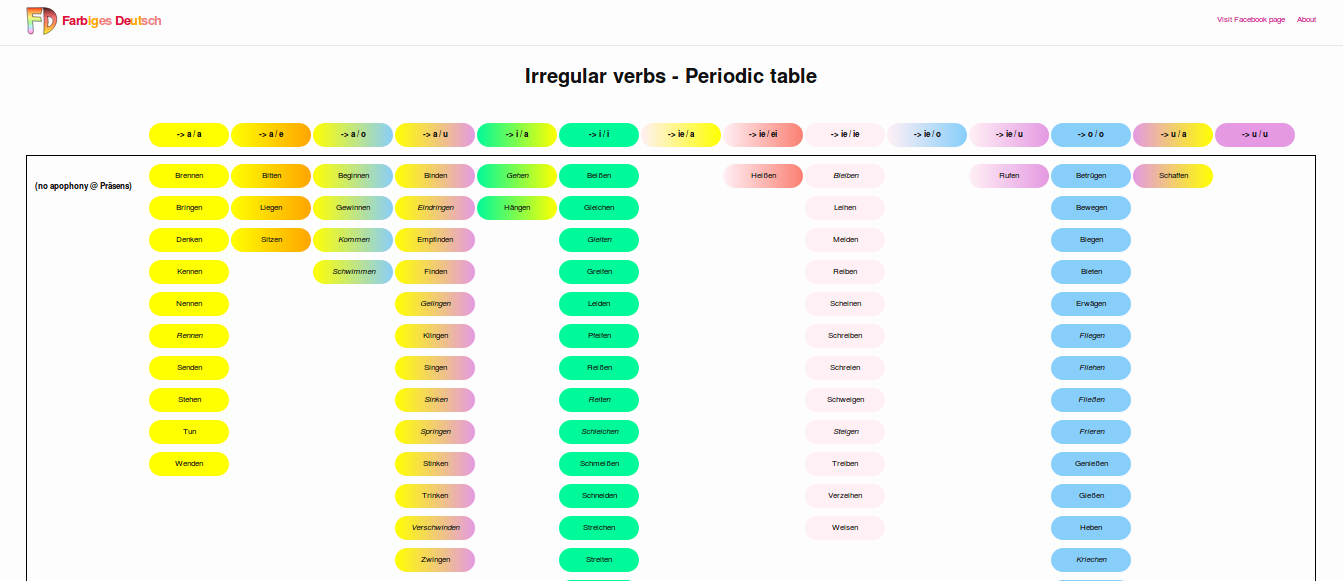 FD Farbiges Deutsch Visit Facebook page About
Irregular verbs - Periodic table
-> a / a -> a / e -> a / o -> a / u -> i / a -> i / i -> ie / a -> ie / ei -> ie / ie -> ie / o -> ie / u -> o / o -> u / a -> u / u
(no apophony @ Präsens) Brennen Bitten Beginnen Binden Gehen Beißen Heißen Bleiben Rufen Betrügen Schaffen
Bringen Liegen Gewinnen Eindringen Hängen Gleichen Leihen Bewegen
Denken Sitzen Kommen Empfinden Gleiten Meiden Biegen
Kennen Schwimmen Finden Greifen Reiben Bieten
Nennen Gelingen Leiden Scheinen Erwägen
Rennen Klingen Pfeifen Schreiben Fliegen
Senden Singen Reißen Schreien Fliehen
Stehen Sinken Reiten Schweigen Fließen
Tun Springen Schleichen Steigen Frieren
Wenden Stinken Schmeißen Treiben Genießen
Trinken Schneiden Verzeihen Gießen
Verschwinden Streichen Weisen Heben
Zwingen Streiten Kriechen